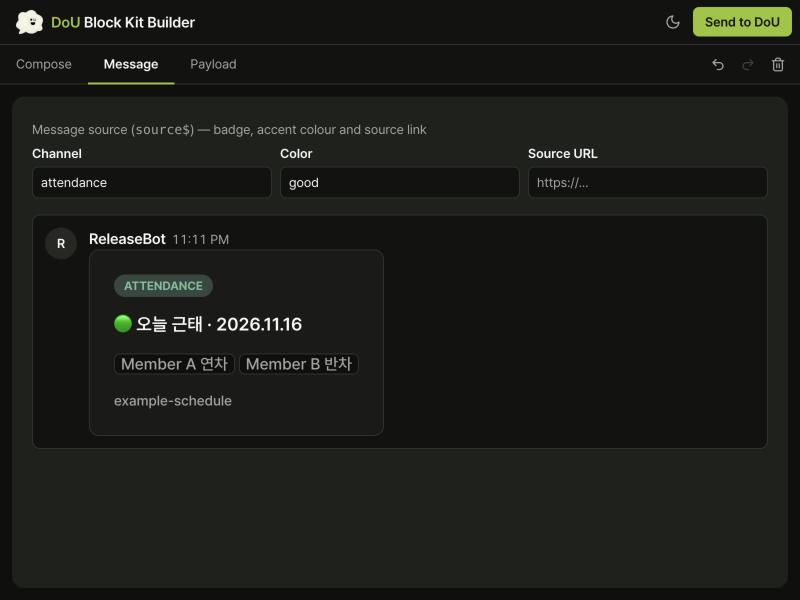 DoU Block Kit Builder
Send to DoU
Compose Message Payload
Message source (source$) — badge, accent colour and source link
Channel Color Source URL
attendance good https://...
R ReleaseBot 11:11 PM
ATTENDANCE
오늘 근태 · 2026.11.16
Member A 연차 Member B 반차
example-schedule